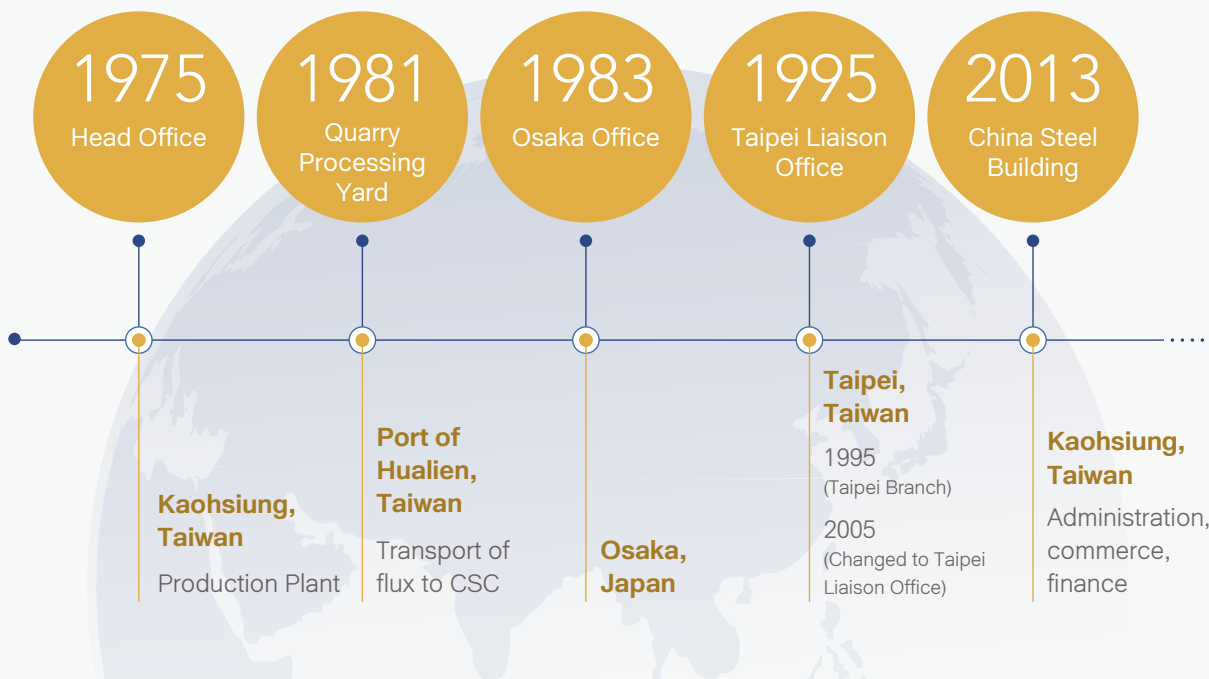 1975
Head Office
1981
Quarry
Processing
Yard
1983
Osaka Office
1995
Taipei Liaison
Office
2013
China Steel
Building
Kaohsiung,
Taiwan
Production Plant
Port of
Hualien,
Taiwan
Transport of
flux to CSC
Osaka,
Japan
Taipei,
Taiwan
1995
(Taipei Branch)
2005
(Changed to Taipei
Liaison Office)
Kaohsiung,
Taiwan
Administration,
commerce,
finance